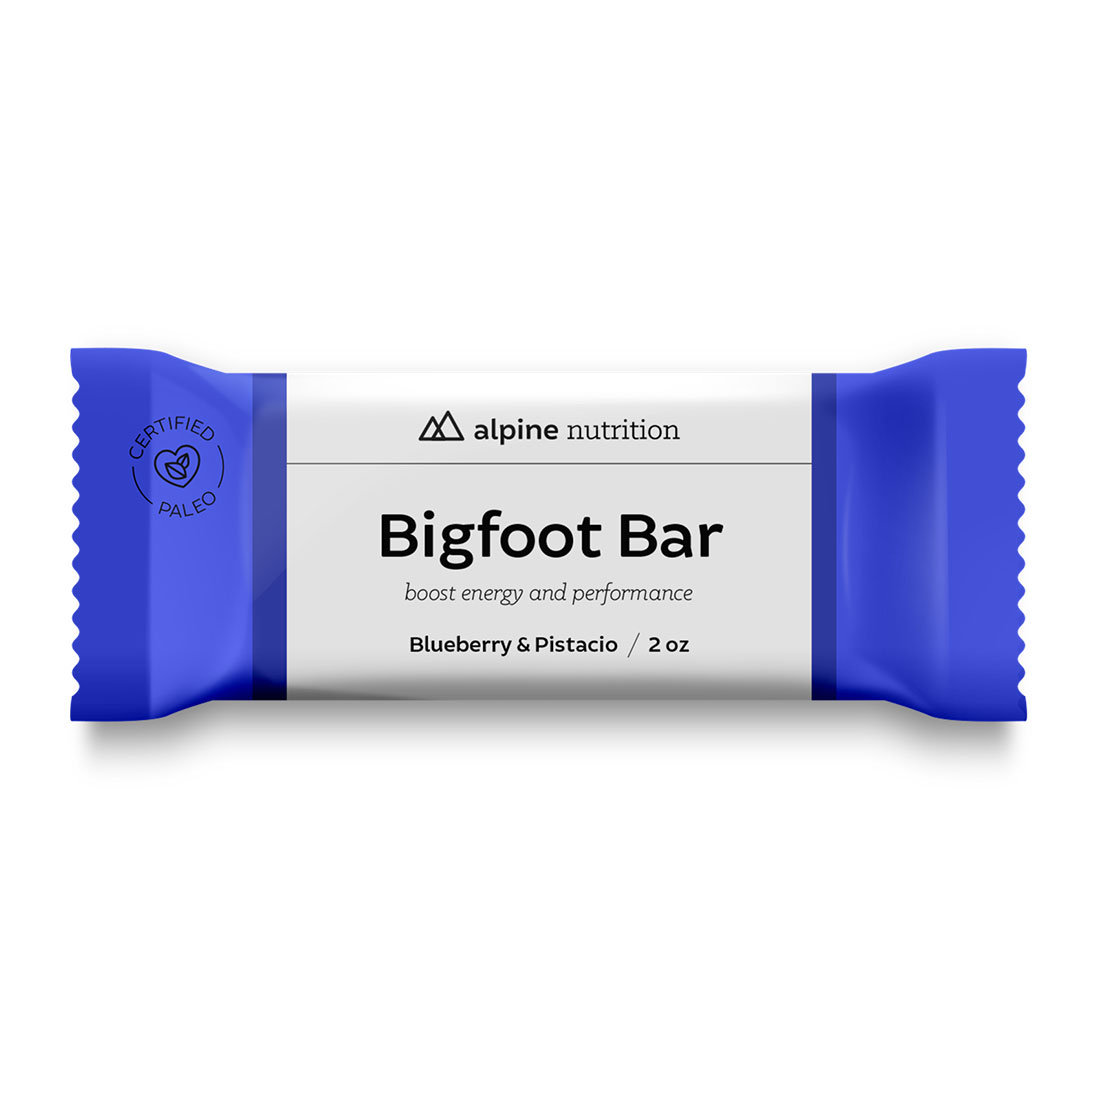 CERTIFIED
PALEO
alpine nutrition
Bigfoot Bar
boost energy and performance
Blueberry & Pistacio / 2 oz